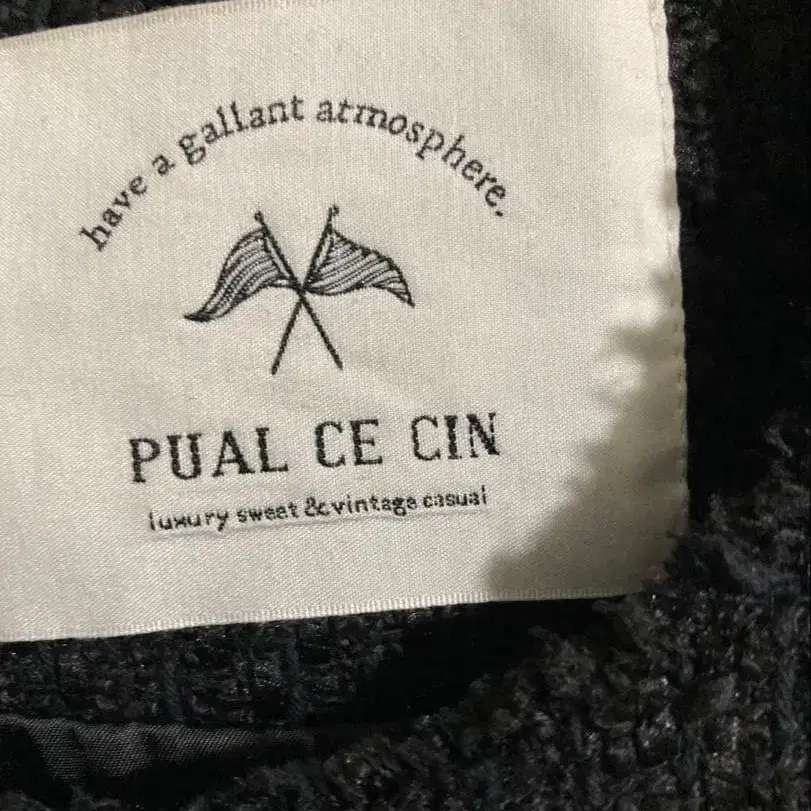 have a gallant atmosphere.
PUAL CE CIN
luxury sweet & vintage casual